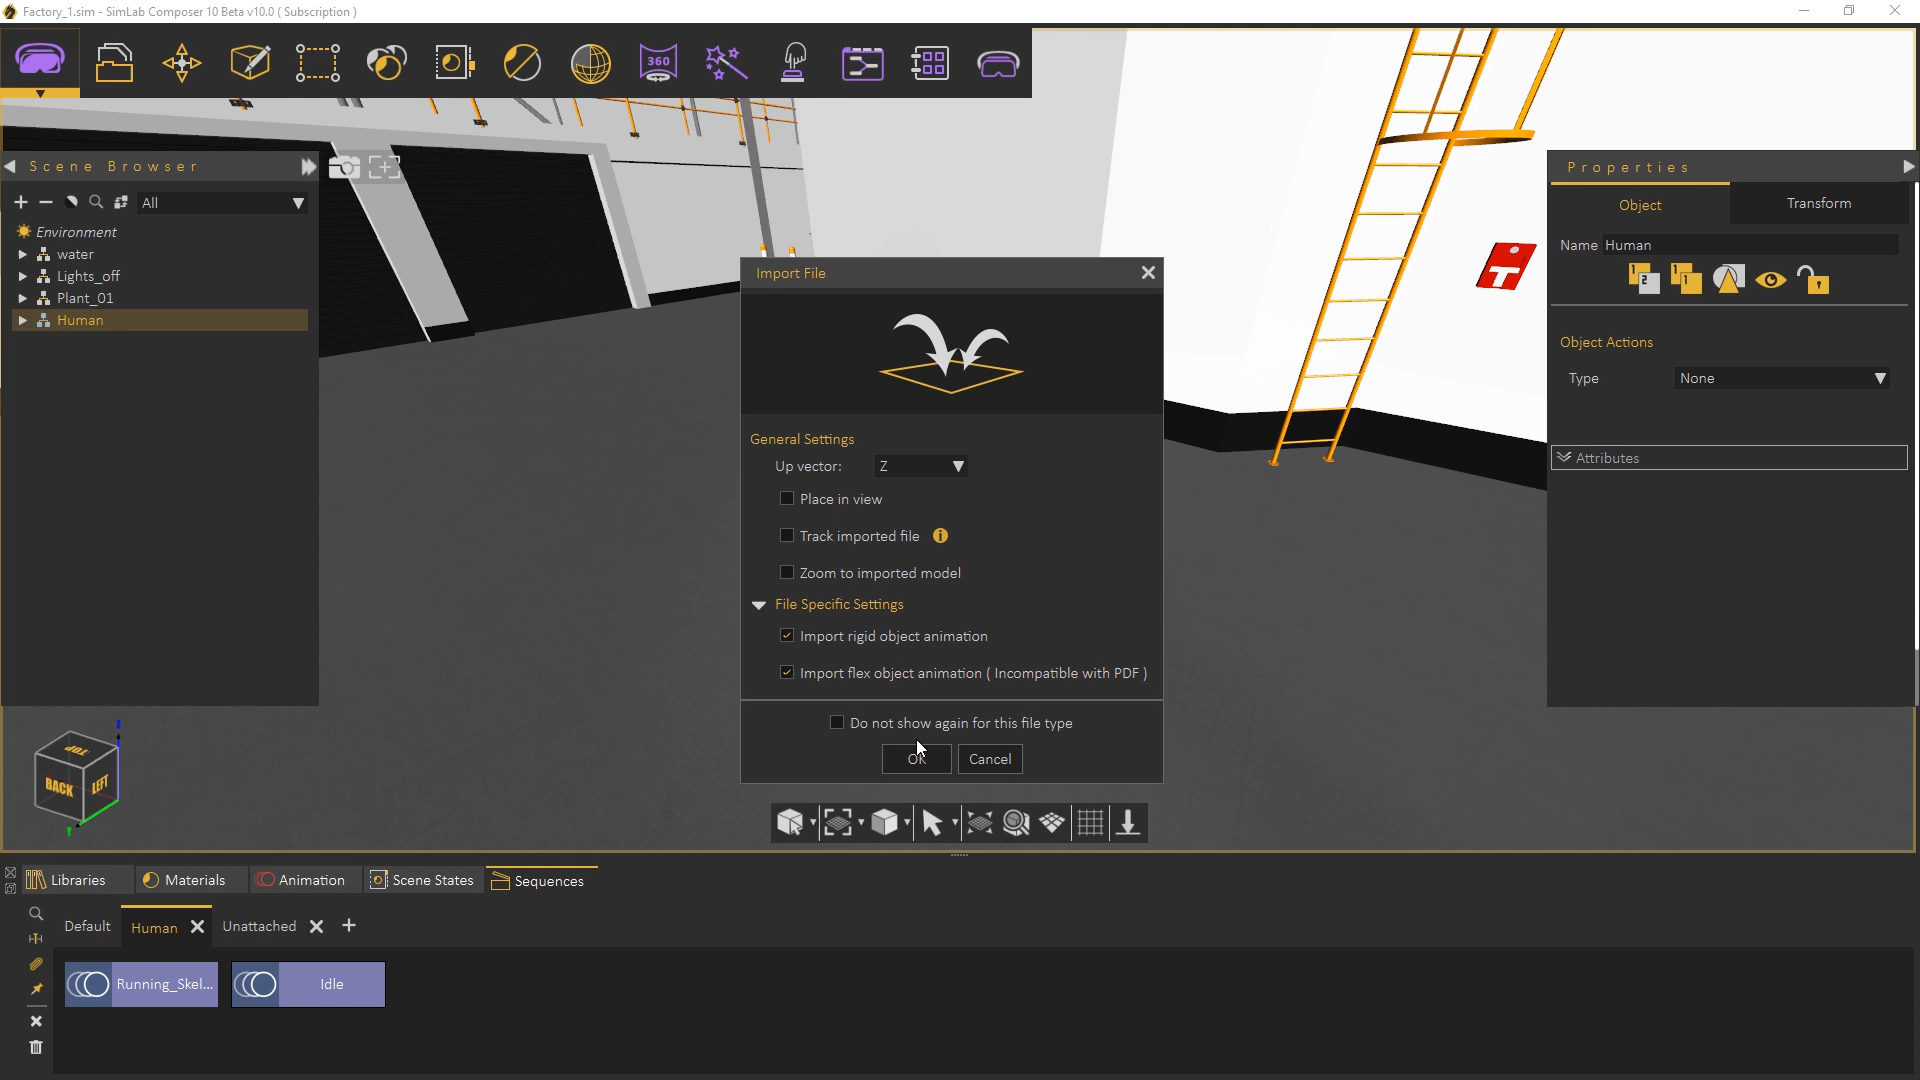 Factory_1.sim - SimLab Composer 10 Beta v10.0 ( Subscription )
360
Scene Browser
All
Environment
water
Lights_off
Plant_01
Human
Import File
General Settings
Up vector: Z
Place in view
Track imported file
Zoom to imported model
File Specific Settings
Import rigid object animation
Import flex object animation ( Incompatible with PDF )
Do not show again for this file type
OK
Cancel
Properties
Object
Transform
Name Human
Object Actions
Type None
Attributes
TOP
BACK
LEFT
Z
Y
Libraries
Materials
Animation
Scene States
Sequences
Default
Human
Unattached
Running_Skel...
Idle